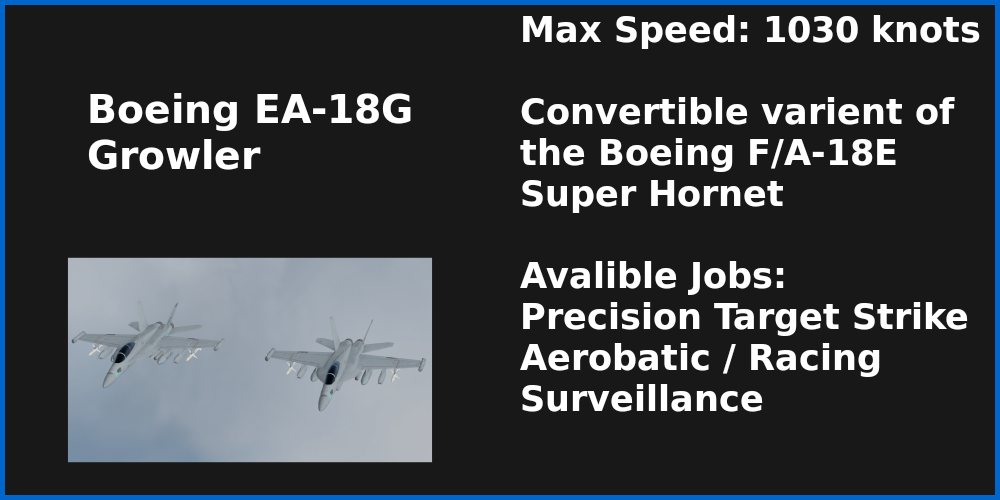 Boeing EA-18G
Growler
Max Speed: 1030 knots
Convertible varient of
the Boeing F/A-18E
Super Hornet
Avalible Jobs:
Precision Target Strike
Aerobatic / Racing
Surveillance